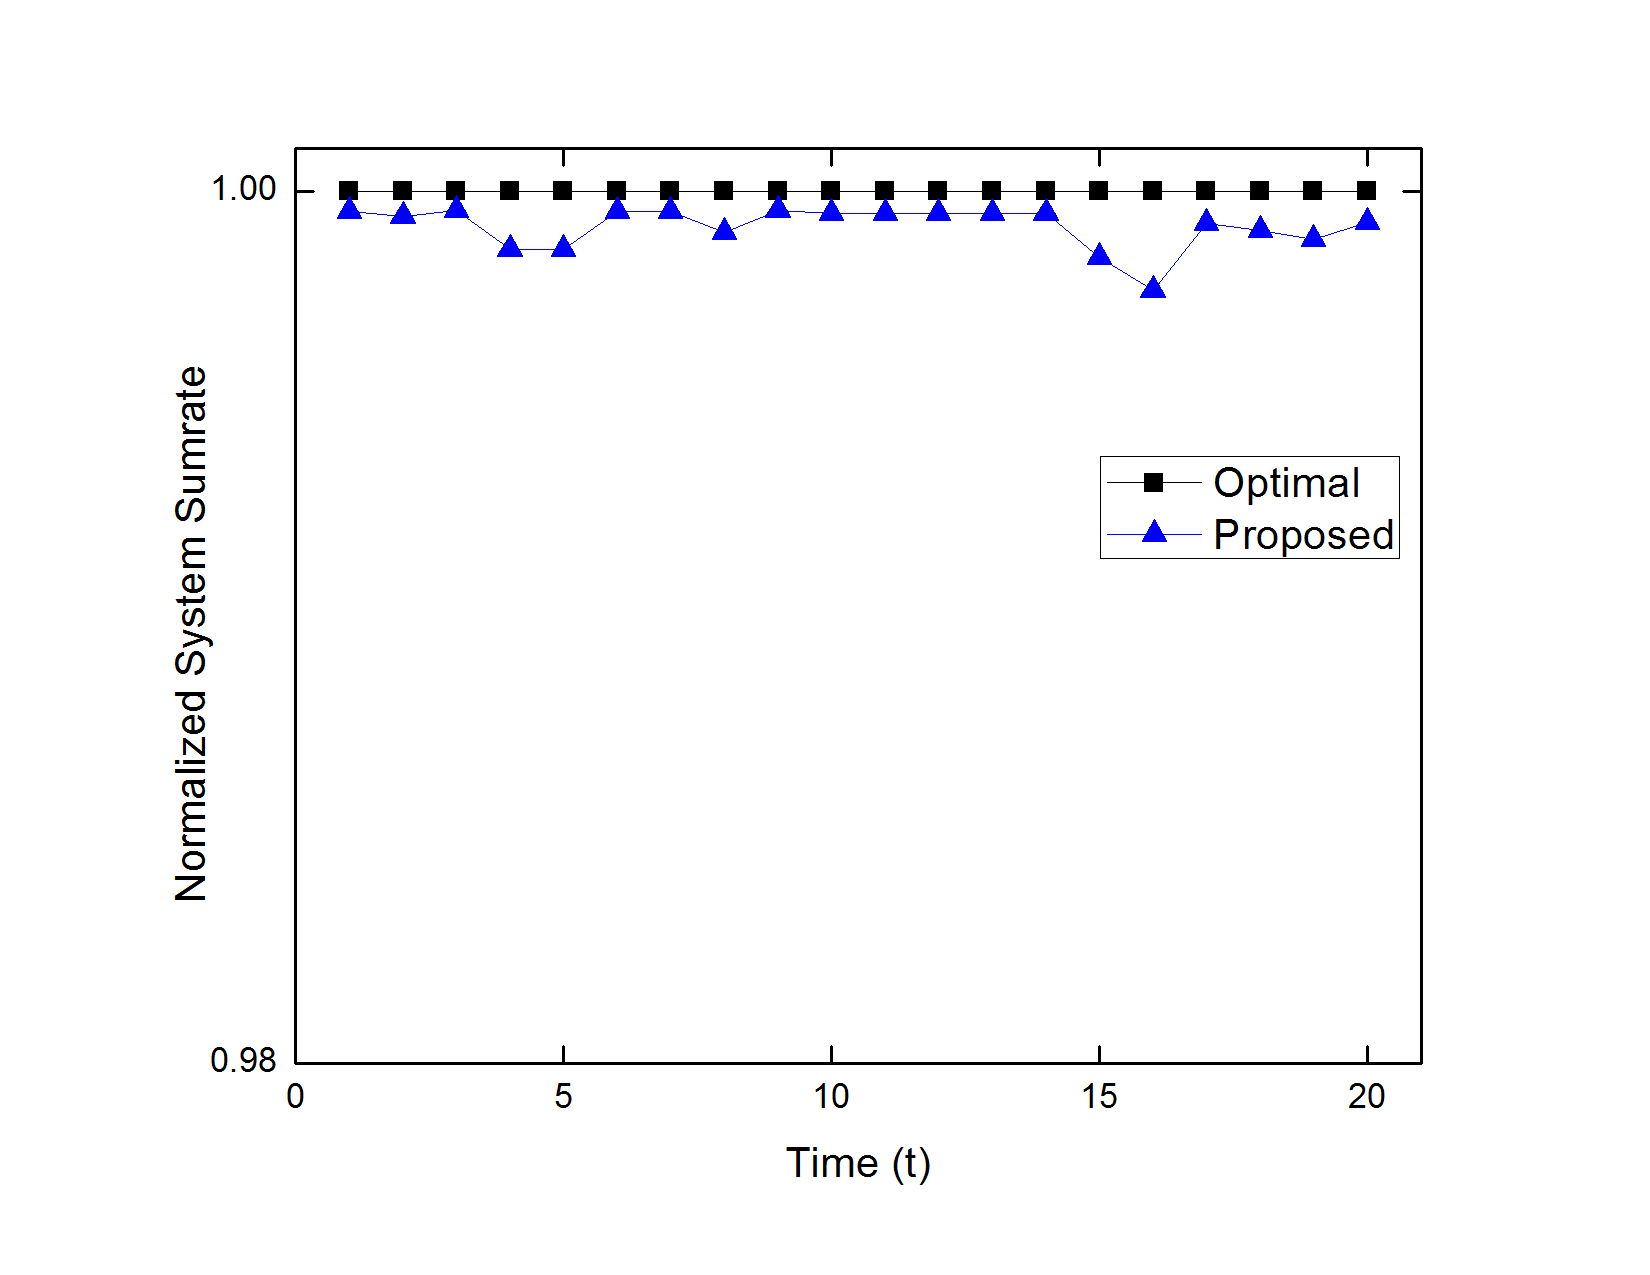 1.00
Normalized System Sumrate
Optimal
Proposed
0.98
0 5 10 15 20
Time (t)